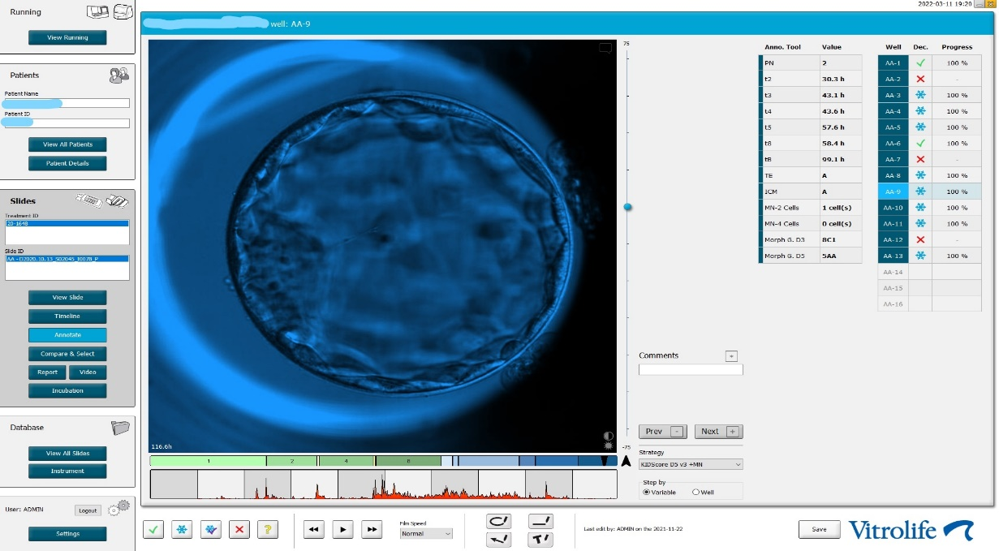 2022-03-11 19:20
Running
View Running
Patients
Patient Name
Patient ID
View All Patients
Patient Details
Slides
Treatment ID
20-1648
Slide ID
AA - D2020.10.13_S02045_I0078_P
View Slide
Timeline
Annotate
Compare & Select
Report Video
Incubation
Database
View All Slides
Instrument
User: ADMIN Logout
Settings
well: AA-9
116.6h
75
-75
1 2 4 8
Comments
+
Prev - Next +
Strategy
KIDScore D5 v3 +MN
Step by
Variable Well
Anno. Tool Value
PN 2
t2 30.3 h
t3 43.1 h
t4 43.6 h
t5 57.6 h
t8 58.4 h
tB 99.1 h
TE A
ICM A
MN-2 Cells 1 cell(s)
MN-4 Cells 0 cell(s)
Morph G. D3 8C1
Morph G. D5 5AA
Well Dec. Progress
AA-1 100 %
AA-2 -
AA-3 100 %
AA-4 100 %
AA-5 100 %
AA-6 100 %
AA-7 -
AA-8 100 %
AA-9 100 %
AA-10 100 %
AA-11 100 %
AA-12 -
AA-13 100 %
AA-14
AA-15
AA-16
?
Film Speed
Normal
Last edit by: ADMIN on the 2021-11-22
Save
Vitrolife